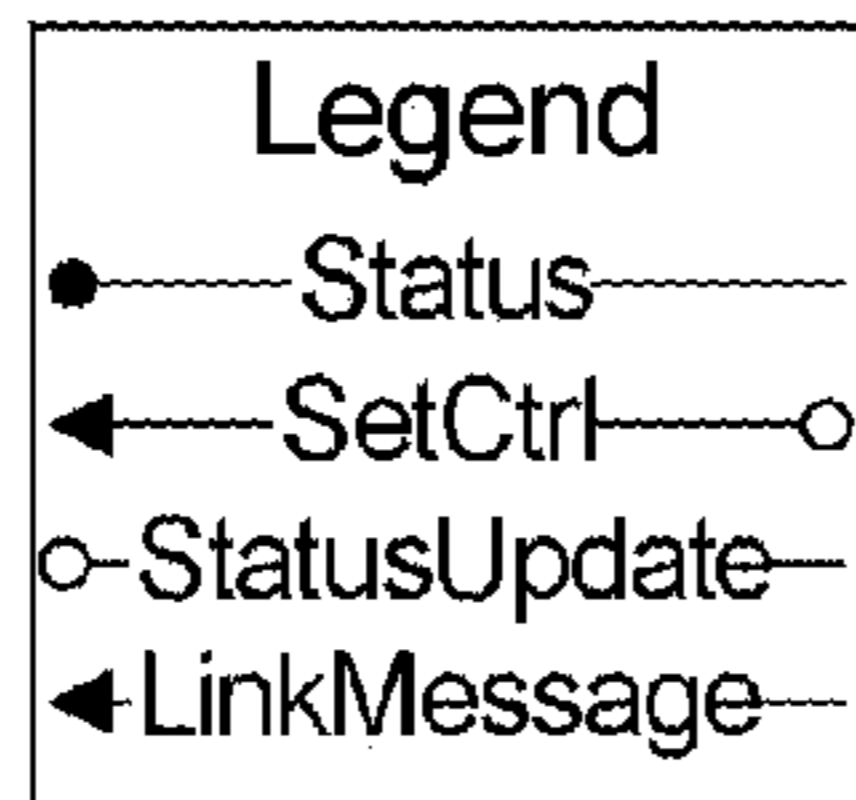 Legend
Status
SetCtrl
StatusUpdate
LinkMessage